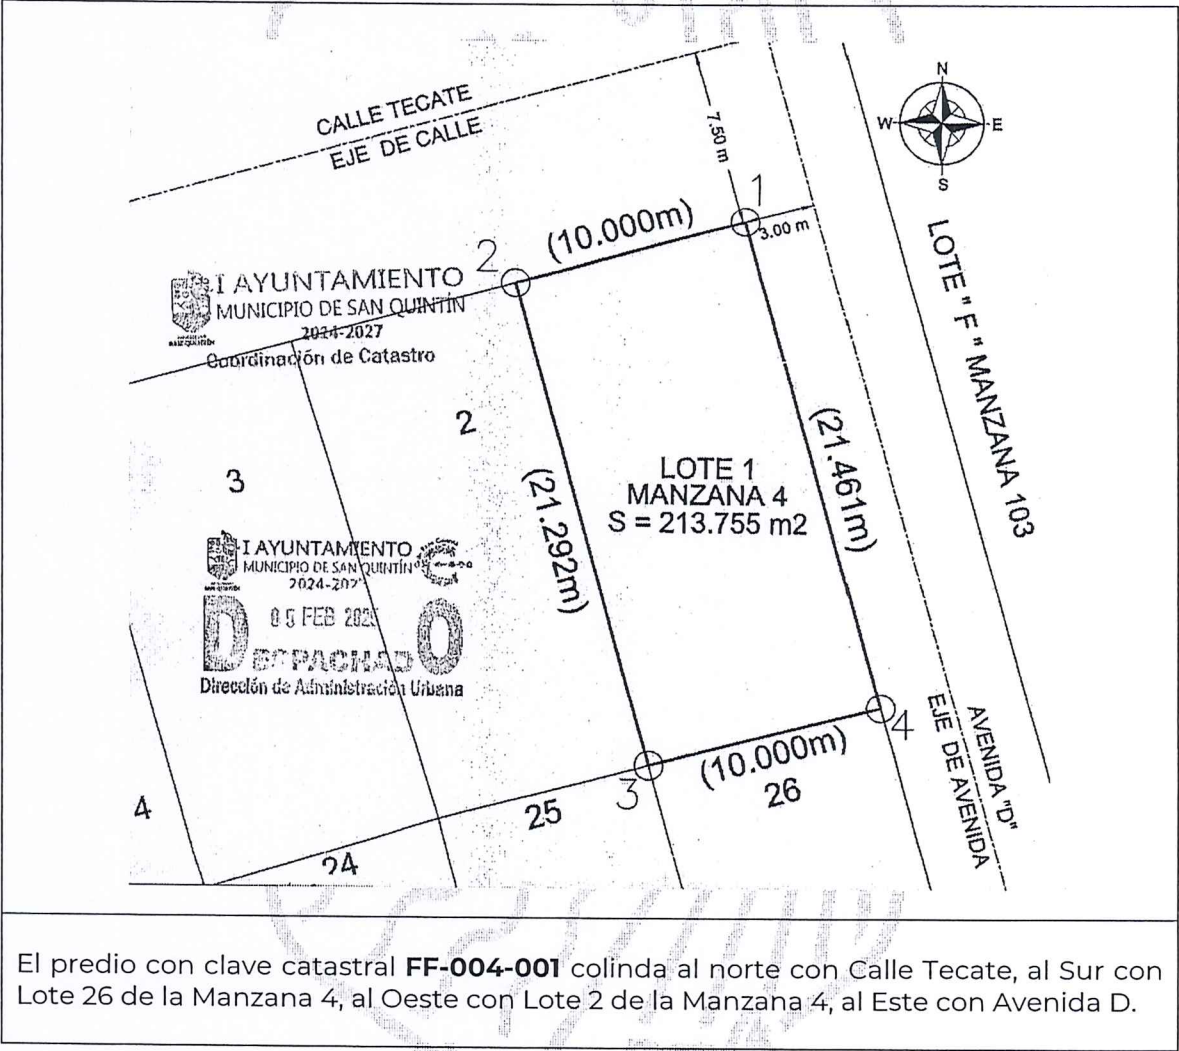 CALLE TECATE
EJE DE CALLE
7.50 m
N
W E
S
1
(10.000m)
3.00 m
2
LOTE " F " MANZANA 103
I AYUNTAMIENTO
MUNICIPIO DE SAN QUINTÍN
2024-2027
Coordinación de Catastro
2
3
(21.461m)
LOTE 1
MANZANA 4
S = 213.755 m2
(21.292m)
I AYUNTAMIENTO
MUNICIPIO DE SAN QUINTÍN
05 FEB
DESPACHADO
Dirección de Administración Urbana
4
(10.000m)
3
26
AVENIDA "D"
EJE DE AVENIDA
4
25
24
El predio con clave catastral FF-004-001 colinda al norte con Calle Tecate, al Sur con
Lote 26 de la Manzana 4, al Oeste con Lote 2 de la Manzana 4, al Este con Avenida D.